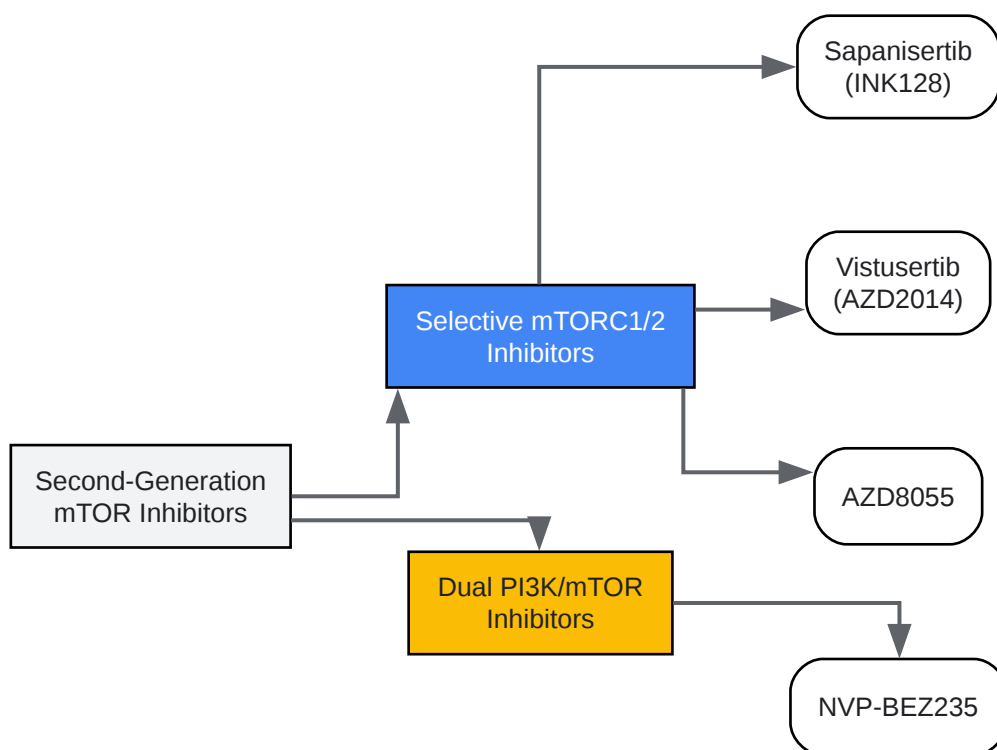 Sapanisertib
(INK128)
Vistusertib
(AZD2014)
Selective mTORC1/2
Inhibitors
Second-Generation
mTOR Inhibitors
AZD8055
Dual PI3K/mTOR
Inhibitors
NVP-BEZ235